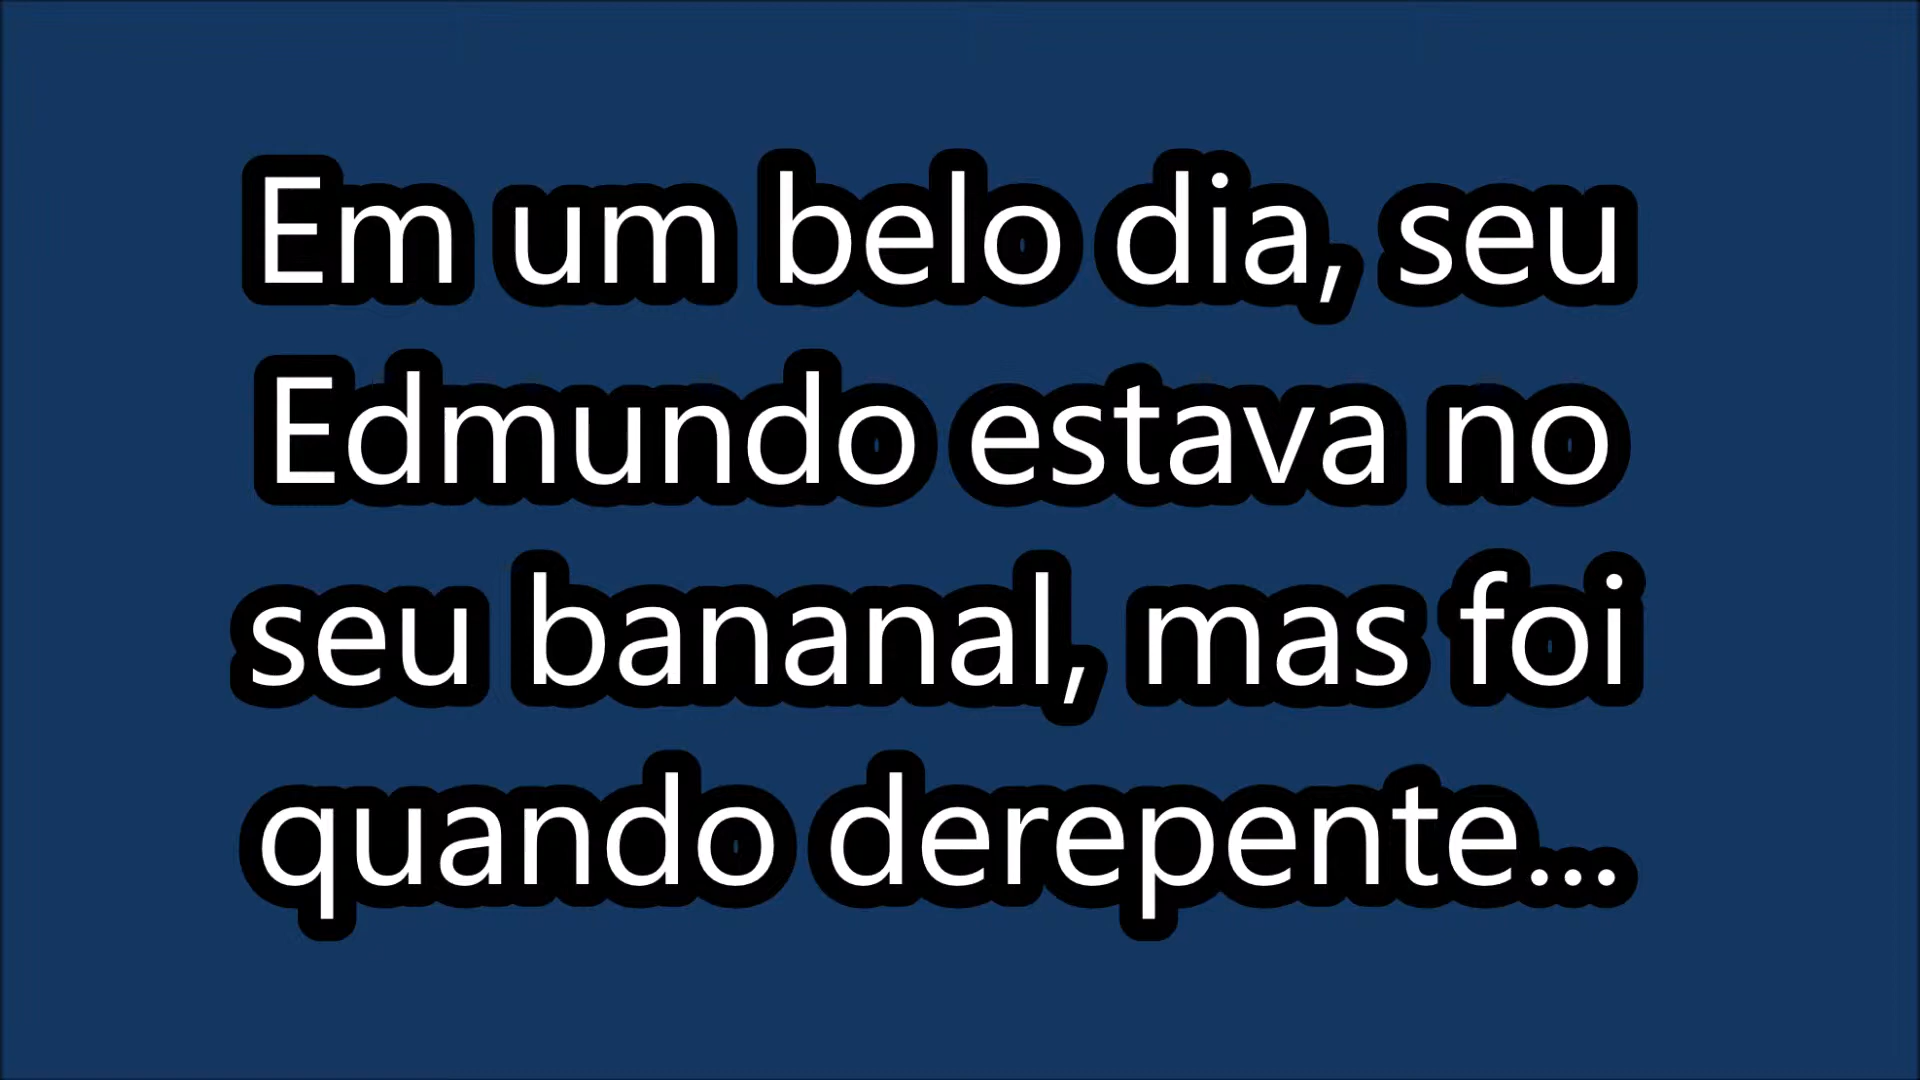 Em um belo dia, seu
Edmundo estava no
seu bananal, mas foi
quando derepente...